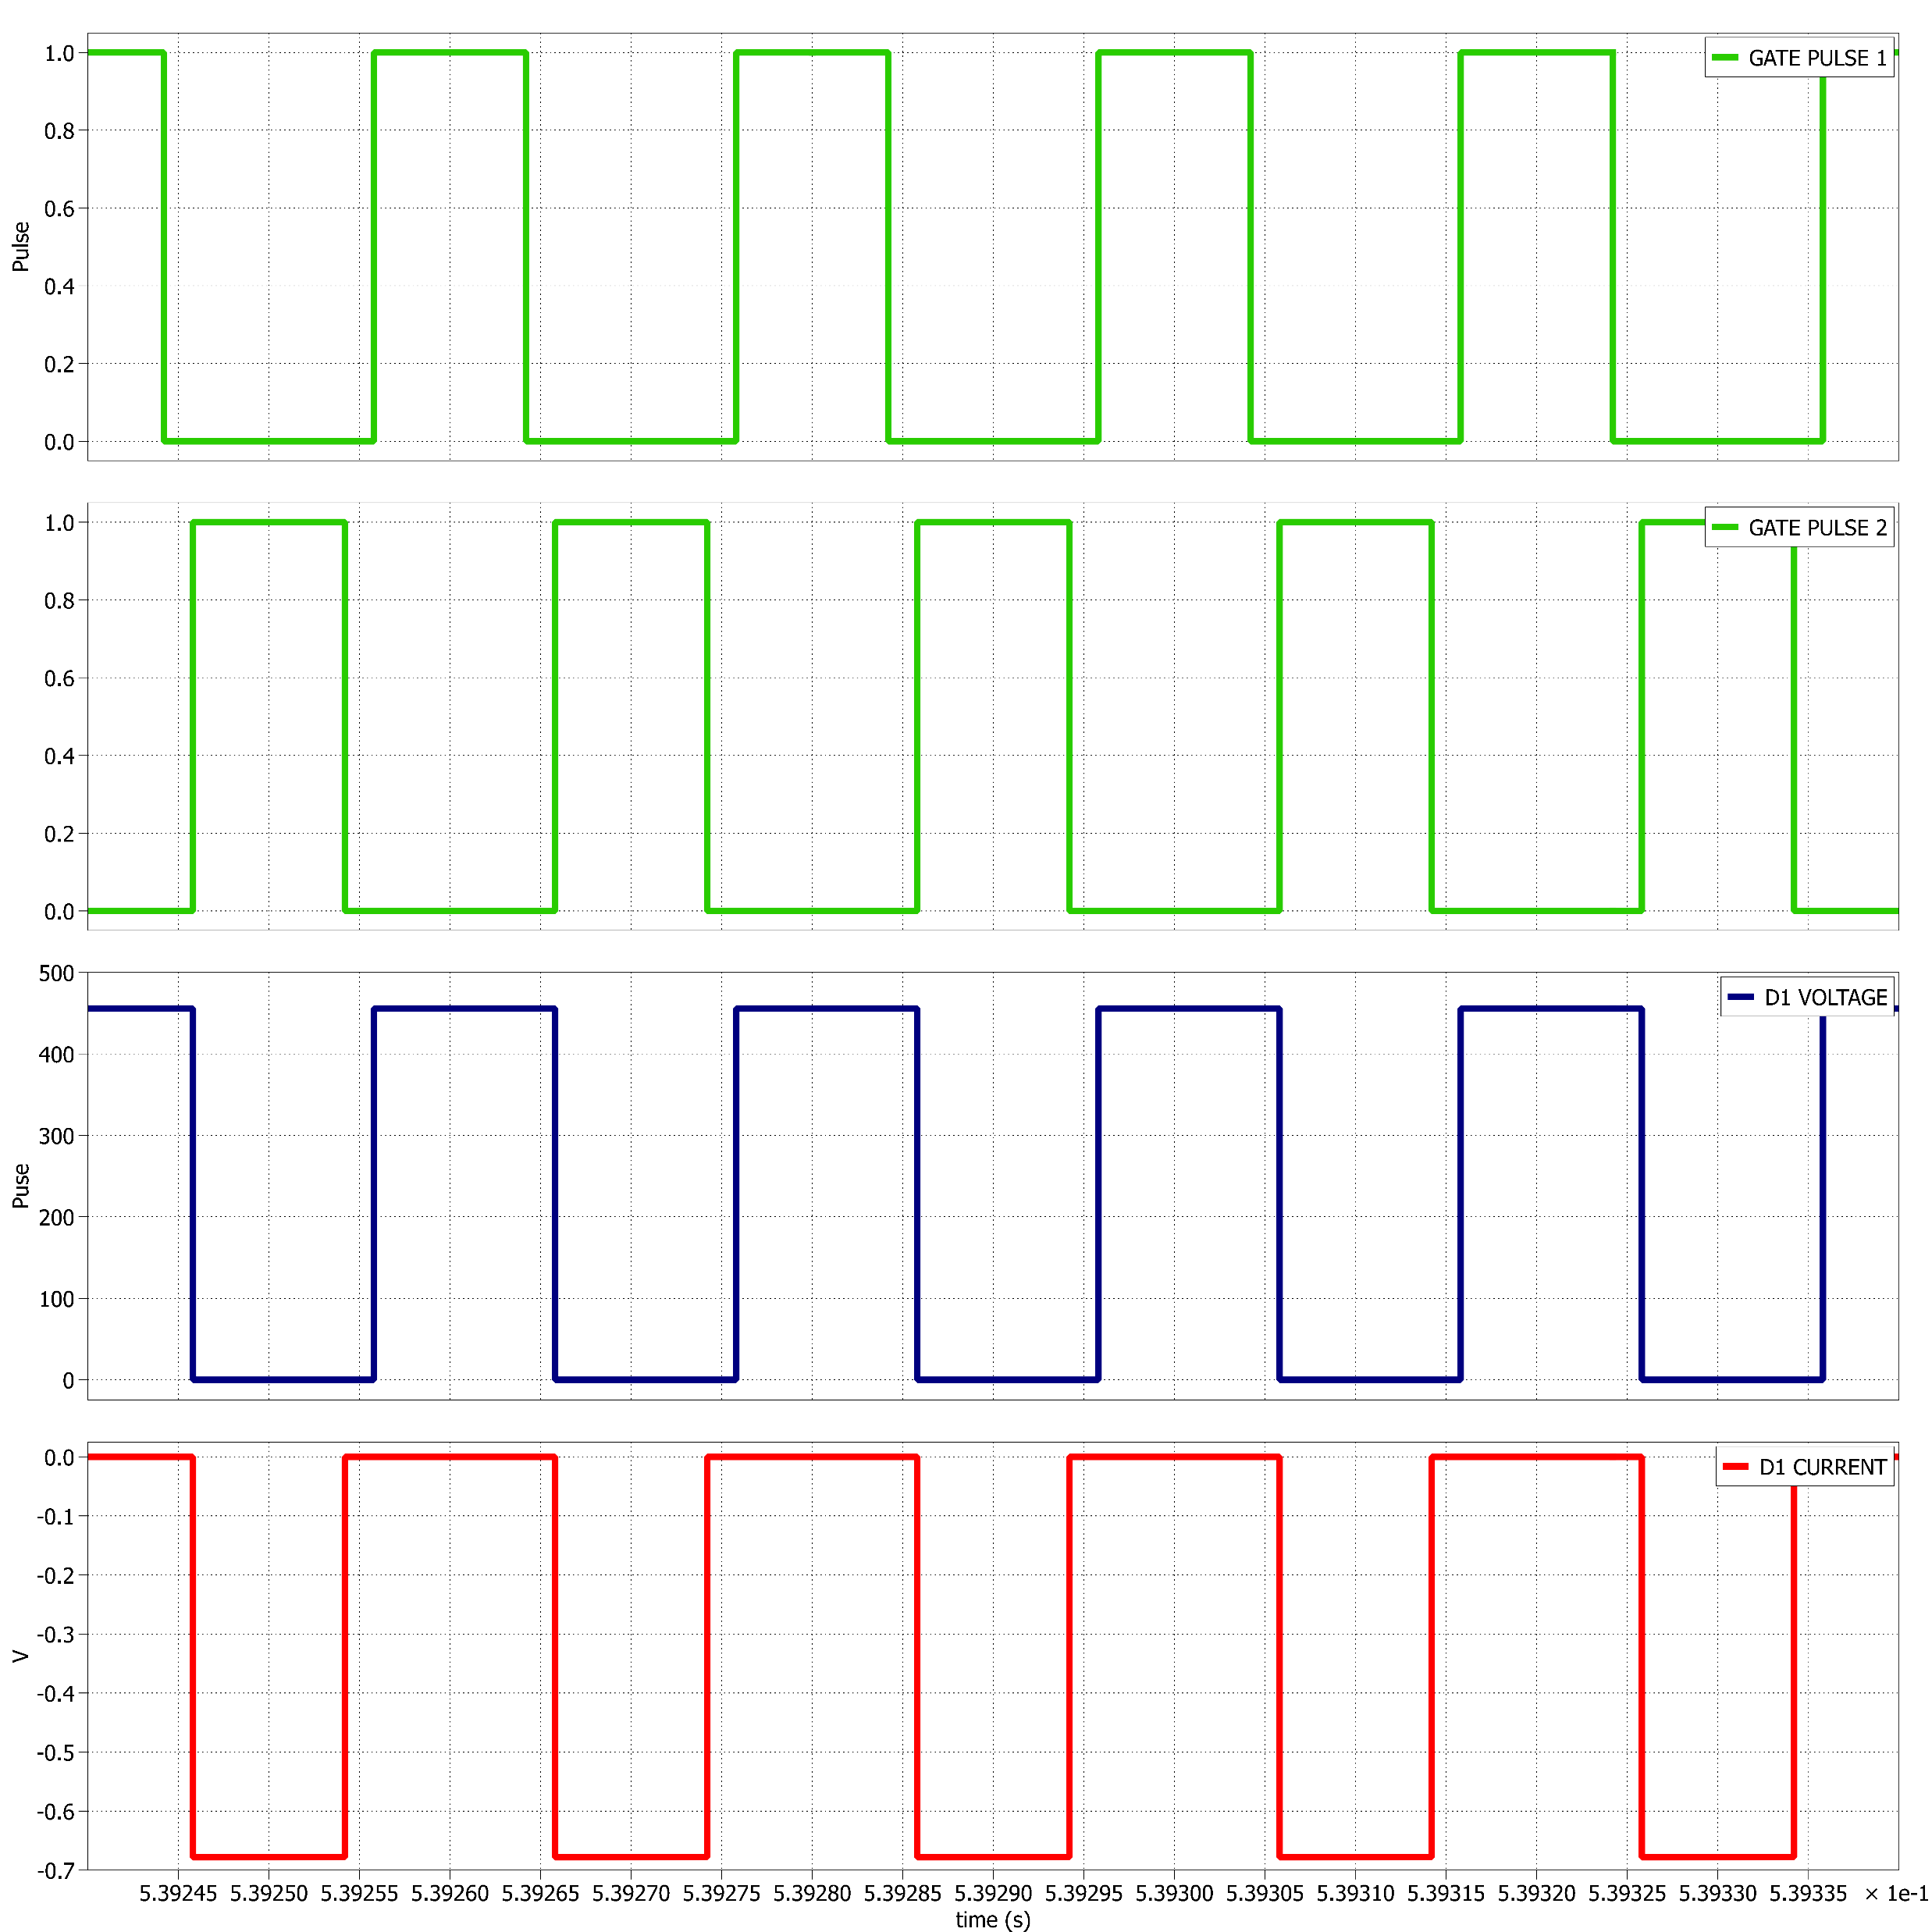 1.0
GATE PULSE 1
0.8
0.6
Pulse
0.4
0.2
0.0
1.0
GATE PULSE 2
0.8
0.6
0.4
0.2
0.0
500
D1 VOLTAGE
400
300
Puse
200
100
0
0.0
D1 CURRENT
-0.1
-0.2
-0.3
V
-0.4
-0.5
-0.6
-0.7
5.39245 5.39250 5.39255 5.39260 5.39265 5.39270 5.39275 5.39280 5.39285 5.39290 5.39295 5.39300 5.39305 5.39310 5.39315 5.39320 5.39325 5.39330 5.39335 × 1e-1
time (s)